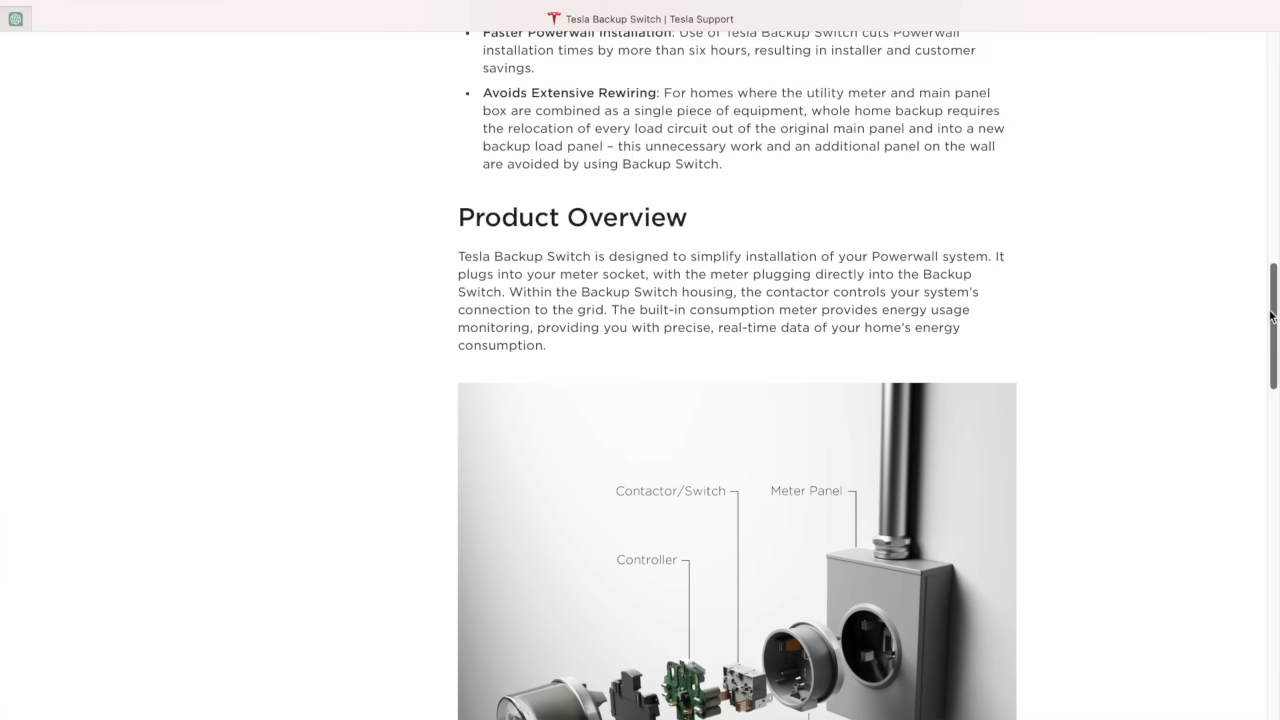 Tesla Backup Switch | Tesla Support
• Faster Powerwall Installation: Use of Tesla Backup Switch cuts Powerwall
installation times by more than six hours, resulting in installer and customer
savings.
• Avoids Extensive Rewiring: For homes where the utility meter and main panel
box are combined as a single piece of equipment, whole home backup requires
the relocation of every load circuit out of the original main panel and into a new
backup load panel – this unnecessary work and an additional panel on the wall
are avoided by using Backup Switch.
Product Overview
Tesla Backup Switch is designed to simplify installation of your Powerwall system. It
plugs into your meter socket, with the meter plugging directly into the Backup
Switch. Within the Backup Switch housing, the contactor controls your system’s
connection to the grid. The built-in consumption meter provides energy usage
monitoring, providing you with precise, real-time data of your home’s energy
consumption.
Contactor/Switch
Meter Panel
Controller